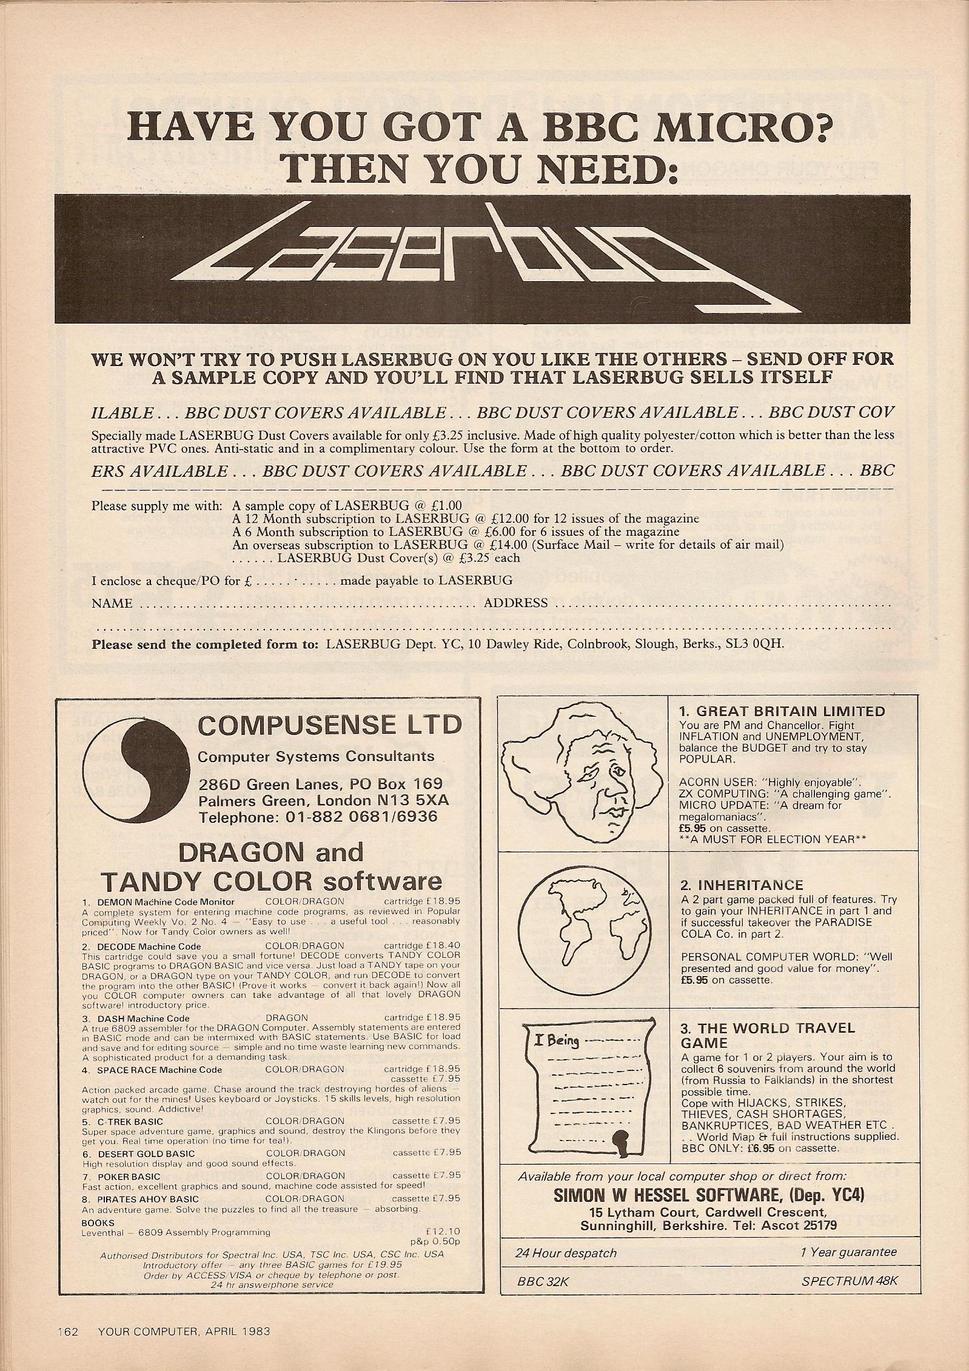 HAVE YOU GOT A BBC MICRO?
THEN YOU NEED:
Laserbug
WE WON'T TRY TO PUSH LASERBUG ON YOU LIKE THE OTHERS – SEND OFF FOR
A SAMPLE COPY AND YOU'LL FIND THAT LASERBUG SELLS ITSELF
ILABLE . . . BBC DUST COVERS AVAILABLE . . . BBC DUST COVERS AVAILABLE . . . BBC DUST COV
Specially made LASERBUG Dust Covers available for only £3.25 inclusive. Made of high quality polyester/cotton which is better than the less
attractive PVC ones. Anti-static and in a complimentary colour. Use the form at the bottom to order.
ERS AVAILABLE . . . BBC DUST COVERS AVAILABLE . . . BBC DUST COVERS AVAILABLE . . . BBC
Please supply me with: A sample copy of LASERBUG @ £1.00
A 12 Month subscription to LASERBUG @ £12.00 for 12 issues of the magazine
A 6 Month subscription to LASERBUG @ £6.00 for 6 issues of the magazine
An overseas subscription to LASERBUG @ £14.00 (Surface Mail – write for details of air mail)
. . . . . . LASERBUG Dust Cover(s) @ £3.25 each
I enclose a cheque/PO for £ . . . . . . . . . . . made payable to LASERBUG
NAME . . . . . . . . . . . . . . . . . . . . ADDRESS . . . . . . . . . . . . . . . . . . . .
Please send the completed form to: LASERBUG Dept. YC, 10 Dawley Ride, Colnbrook, Slough, Berks., SL3 0QH.
COMPUSENSE LTD
Computer Systems Consultants
286D Green Lanes, PO Box 169
Palmers Green, London N13 5XA
Telephone: 01-882 0681/6936
DRAGON and
TANDY COLOR software
1. DEMON Machine Code Monitor COLOR/DRAGON cartridge £18.95
A complete system for entering machine code programs, as reviewed in Popular
Computing Weekly Vo. 2 No. 4 — "Easy to use . . . a useful tool . . . reasonably
priced". Now for Tandy Color owners as well!
2. DECODE Machine Code COLOR/DRAGON cartridge £18.40
This cartridge could save you a small fortune! DECODE converts TANDY COLOR
BASIC programs to DRAGON BASIC and vice versa. Just load a TANDY tape on your
DRAGON, or a DRAGON type on your TANDY COLOR, and run DECODE to convert
the program into the other BASIC! (Prove it works — convert it back again!) Now all
you COLOR computer owners can take advantage of all that lovely DRAGON
software! introductory price.
3. DASH Machine Code DRAGON cartridge £18.95
A true 6809 assembler for the DRAGON Computer. Assembly statements are entered
in BASIC mode and can be intermixed with BASIC statements. Use BASIC for load
and save and for editing source — simple and no time waste learning new commands.
A sophisticated product for a demanding task.
4. SPACE RACE Machine Code COLOR/DRAGON cartridge £18.95
cassette £7.95
Action packed arcade game. Chase around the track destroying hordes of aliens —
watch out for the mines! Uses keyboard or Joysticks. 15 skills levels, high resolution
graphics, sound. Addictive!
5. C-TREK BASIC COLOR/DRAGON cassette £7.95
Super space adventure game, graphics and sound, destroy the Klingons before they
get you. Real time operation (no time for tea!).
6. DESERT GOLD BASIC COLOR/DRAGON cassette £7.95
High resolution display and good sound effects.
7. POKER BASIC COLOR/DRAGON cassette £7.95
Fast action, excellent graphics and sound, machine code assisted for speed!
8. PIRATES AHOY BASIC COLOR/DRAGON cassette £7.95
An adventure game. Solve the puzzles to find all the treasure — absorbing.
BOOKS
Leventhal — 6809 Assembly Programming £12.10
p&p 0.50p
Authorised Distributors for Spectral Inc. USA, TSC Inc. USA, CSC Inc. USA
Introductory offer — any three BASIC games for £19.95
Order by ACCESS/VISA or cheque by telephone or post.
24 hr answerphone service
1. GREAT BRITAIN LIMITED
You are PM and Chancellor. Fight
INFLATION and UNEMPLOYMENT,
balance the BUDGET and try to stay
POPULAR.
ACORN USER: "Highly enjoyable".
ZX COMPUTING: "A challenging game".
MICRO UPDATE: "A dream for
megalomaniacs".
£5.95 on cassette.
**A MUST FOR ELECTION YEAR**
2. INHERITANCE
A 2 part game packed full of features. Try
to gain your INHERITANCE in part 1 and
if successful takeover the PARADISE
COLA Co. in part 2.
PERSONAL COMPUTER WORLD: "Well
presented and good value for money".
£5.95 on cassette.
I Being
3. THE WORLD TRAVEL
GAME
A game for 1 or 2 players. Your aim is to
collect 6 souvenirs from around the world
(from Russia to Falklands) in the shortest
possible time.
Cope with HIJACKS, STRIKES,
THIEVES, CASH SHORTAGES,
BANKRUPTICES, BAD WEATHER ETC .
. . World Map & full instructions supplied.
BBC ONLY: £6.95 on cassette.
Available from your local computer shop or direct from:
SIMON W HESSEL SOFTWARE, (Dep. YC4)
15 Lytham Court, Cardwell Crescent,
Sunninghill, Berkshire. Tel: Ascot 25179
24 Hour despatch 1 Year guarantee
BBC 32K SPECTRUM 48K
162 YOUR COMPUTER, APRIL 1983